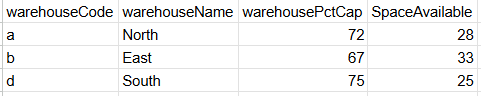 warehouseCode warehouseName warehousePctCap SpaceAvailable
a North 72 28
b East 67 33
d South 75 25